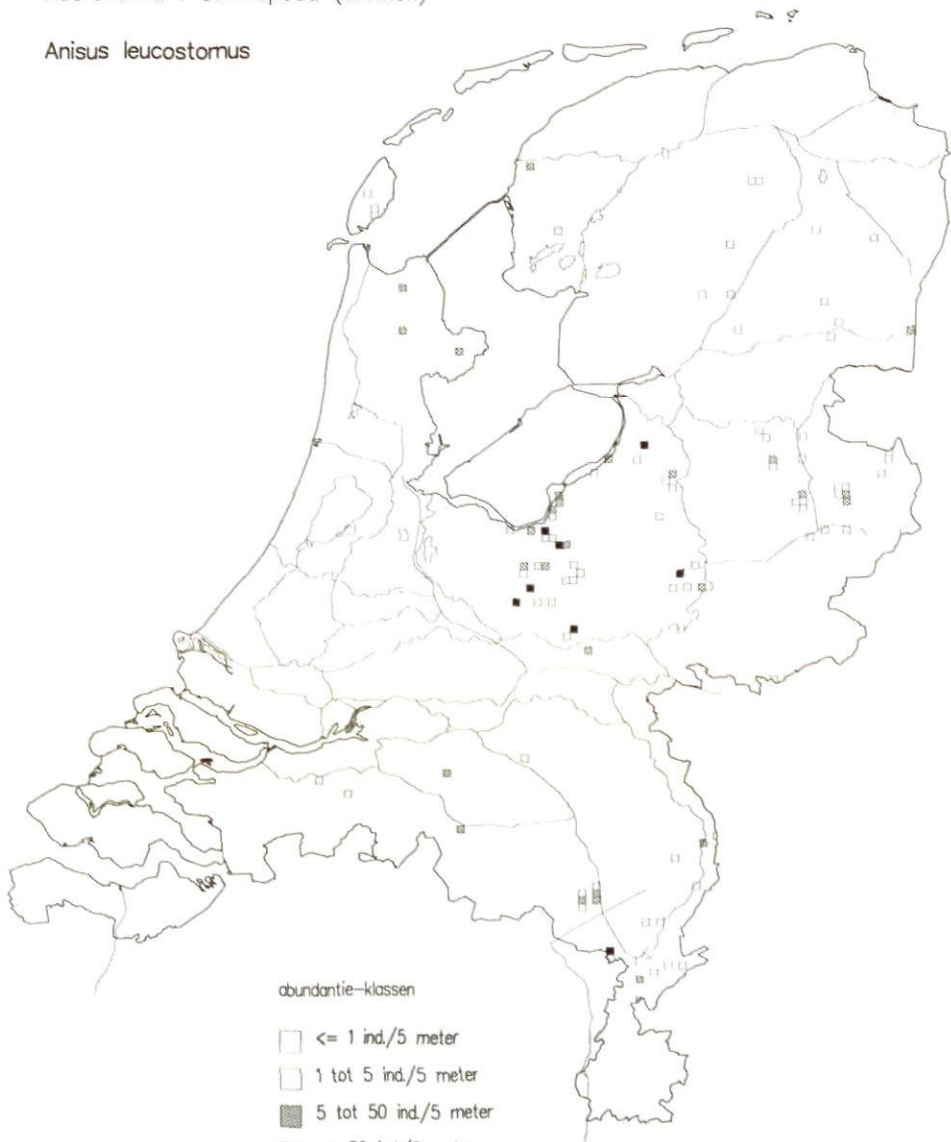 Anisus leucostomus
abundantie-klassen
<= 1 ind./5 meter
1 tot 5 ind./5 meter
5 tot 50 ind./5 meter